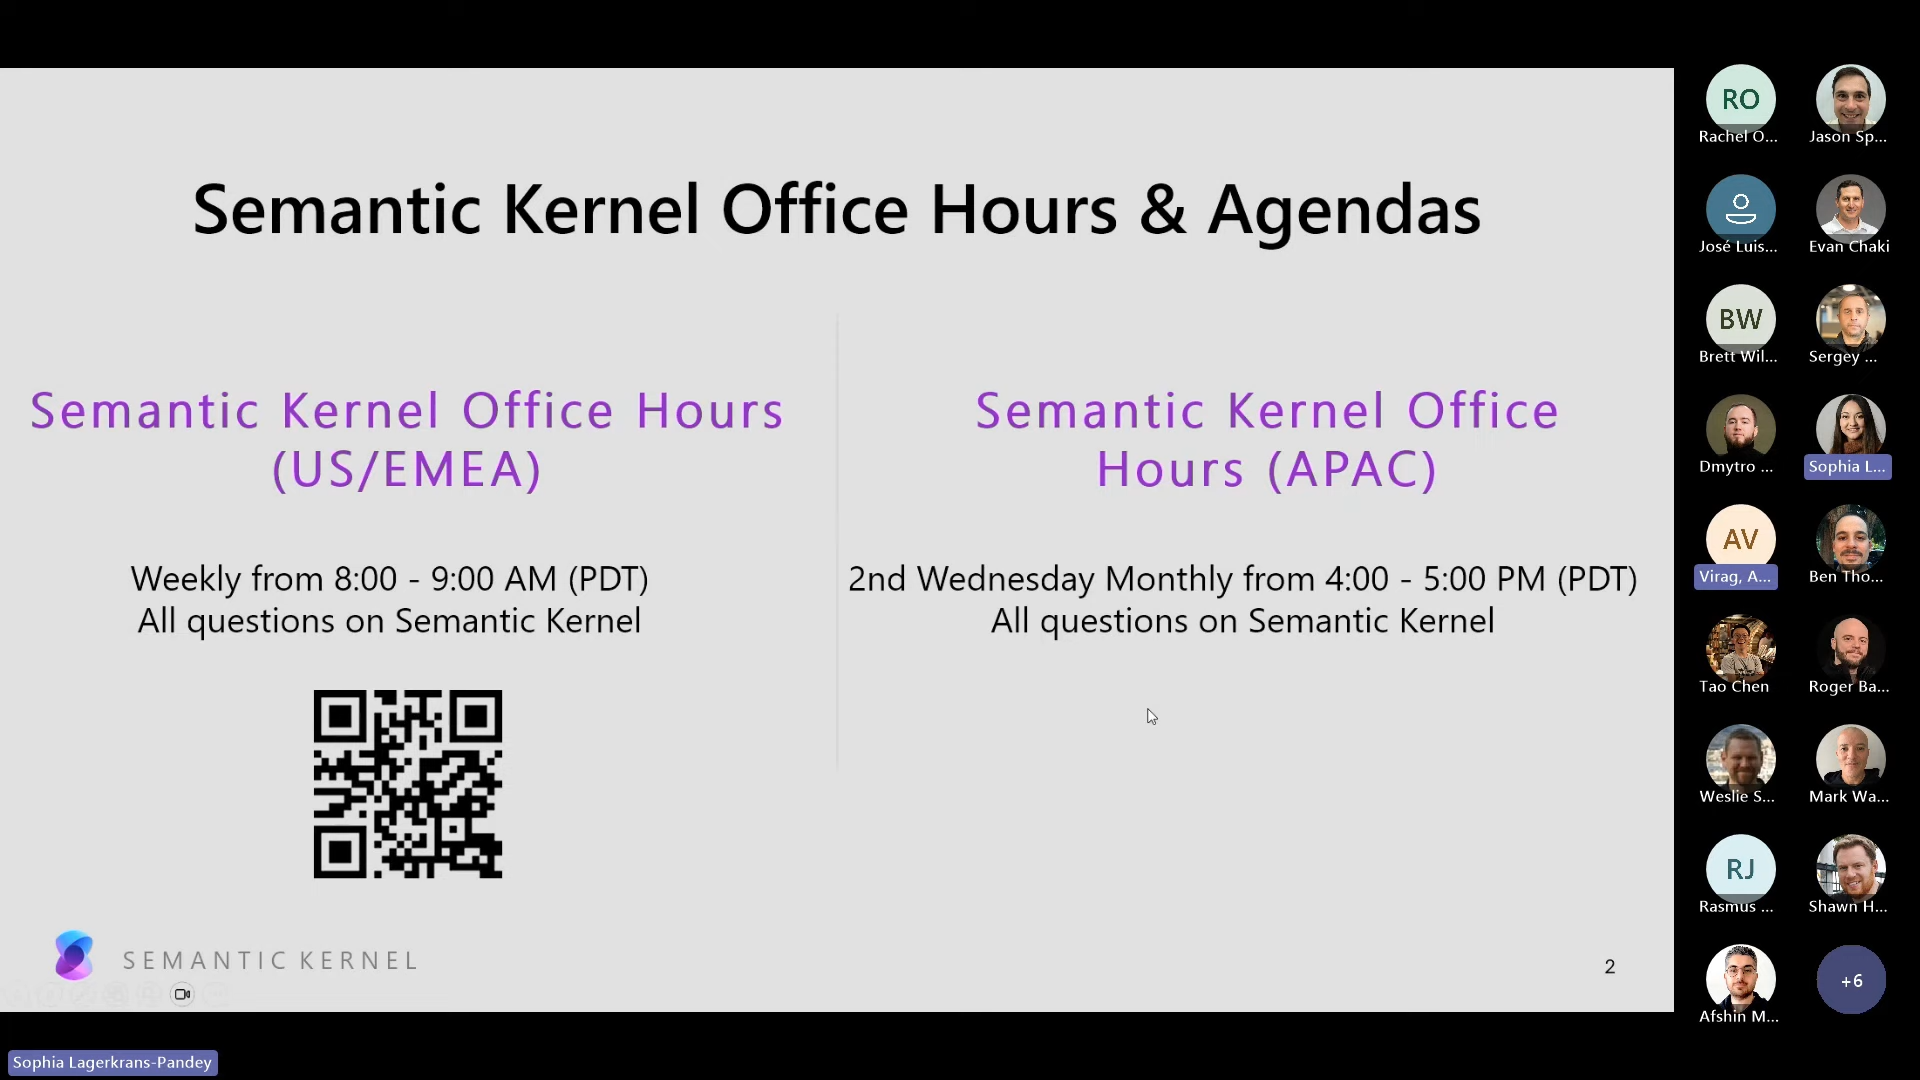 Semantic Kernel Office Hours & Agendas
Semantic Kernel Office Hours
(US/EMEA)
Weekly from 8:00 - 9:00 AM (PDT)
All questions on Semantic Kernel
Semantic Kernel Office
Hours (APAC)
2nd Wednesday Monthly from 4:00 - 5:00 PM (PDT)
All questions on Semantic Kernel
SEMANTIC KERNEL
2
Sophia Lagerkrans-Pandey
RO
Rachel O...
Jason Sp...
José Luis...
Evan Chaki
BW
Brett Wil...
Sergey ...
Dmytro ...
Sophia L...
AV
Virag, A...
Ben Tho...
Tao Chen
Roger Ba...
Weslie S...
Mark Wa...
RJ
Rasmus ...
Shawn H...
Afshin M...
+6